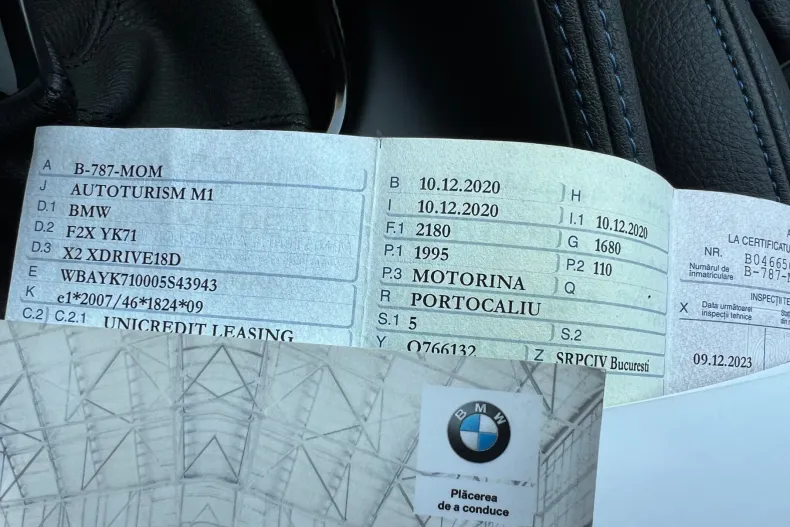 A B-787-MOM
J AUTOTURISM M1
D.1 BMW
D.2 F2X YK71
D.3 X2 XDRIVE18D
E WBAYK710005S43943
K e1*2007/46*1824*09
C.2 C.2.1 UNICREDIT LEASING
B 10.12.2020 H
I 10.12.2020 I.1 10.12.2020
F.1 2180 G 1680
P.1 1995 P.2 110
P.3 MOTORINA Q
R PORTOCALIU
S.1 5 S.2
Y O766132 Z SRPCIV Bucuresti
LA CERTIFICATU
NR. B04665
Numărul de
înmatriculare B-787-M
INSPECȚII TE
X Data următoarei
inspecții tehnice
09.12.2023
BMW
Plăcerea
de a conduce